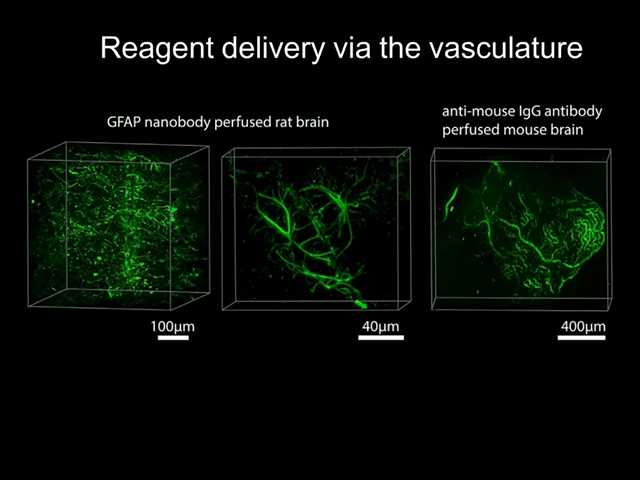 Reagent delivery via the vasculature
GFAP nanobody perfused rat brain
anti-mouse IgG antibody
perfused mouse brain
100μm
40μm
400μm